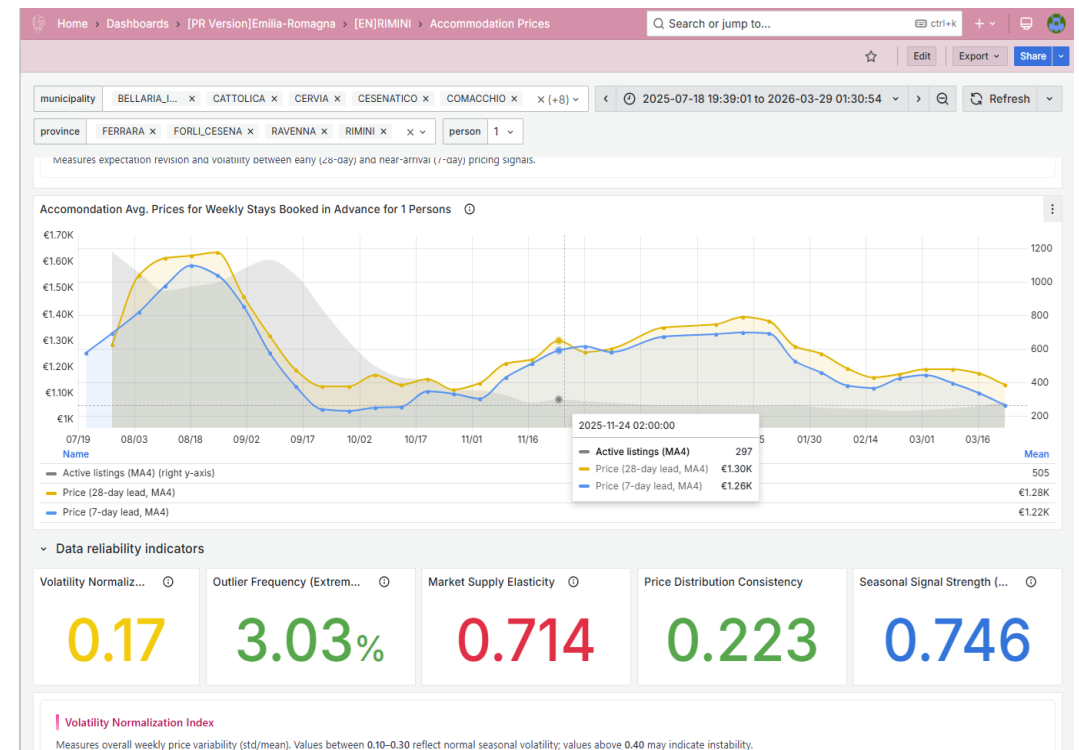 Home > Dashboards > [PR Version]Emilia-Romagna > [EN]RIMINI > Accommodation Prices
Search or jump to...
ctrl+k
Edit
Export
Share
municipality BELLARIA_I... × CATTOLICA × CERVIA × CESENATICO × COMACCHIO × × (+8)
2025-07-18 19:39:01 to 2026-03-29 01:30:54
Refresh
province FERRARA × FORLI_CESENA × RAVENNA × RIMINI × ×
person 1
Measures expectation revision and volatility between early (28-day) and near-arrival (7-day) pricing signals.
Accomondation Avg. Prices for Weekly Stays Booked in Advance for 1 Persons
€1.70K
€1.60K
€1.50K
€1.40K
€1.30K
€1.20K
€1.10K
€1K
1200
1000
800
600
400
200
07/19 08/03 08/18 09/02 09/17 10/02 10/17 11/01 11/16 5 01/30 02/14 03/01 03/16
2025-11-24 02:00:00
Active listings (MA4) 297
Price (28-day lead, MA4) €1.30K
Price (7-day lead, MA4) €1.26K
Name Mean
Active listings (MA4) (right y-axis) 505
Price (28-day lead, MA4) €1.28K
Price (7-day lead, MA4) €1.22K
Data reliability indicators
Volatility Normaliz...
0.17
Outlier Frequency (Extrem...
3.03%
Market Supply Elasticity
0.714
Price Distribution Consistency
0.223
Seasonal Signal Strength (...
0.746
Volatility Normalization Index
Measures overall weekly price variability (std/mean). Values between 0.10–0.30 reflect normal seasonal volatility; values above 0.40 may indicate instability.